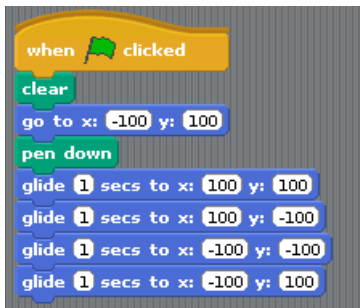 when clicked
clear
go to x: -100 y: 100
pen down
glide 1 secs to x: 100 y: 100
glide 1 secs to x: 100 y: -100
glide 1 secs to x: -100 y: -100
glide 1 secs to x: -100 y: 100